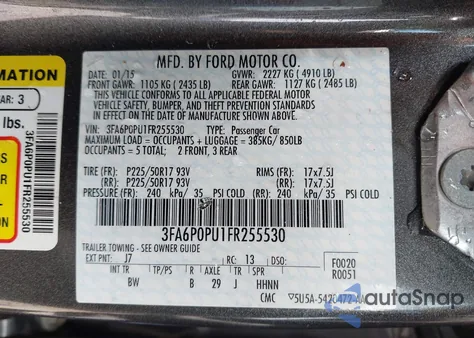 MFD. BY FORD MOTOR CO.
DATE: 01/15 GVWR: 2227 KG (4910 LB)
FRONT GAWR: 1105 KG (2435 LB) REAR GAWR: 1127 KG (2485 LB)
THIS VEHICLE CONFORMS TO ALL APPLICABLE FEDERAL MOTOR
VEHICLE SAFETY, BUMPER, AND THEFT PREVENTION STANDARDS
IN EFFECT ON THE DATE OF MANUFACTURE SHOWN ABOVE.
VIN: 3FA6P0PU1FR255530 TYPE: Passenger Car
MAXIMUM LOAD = OCCUPANTS + LUGGAGE = 385KG / 850LB
OCCUPANTS = 5 TOTAL; 2 FRONT, 3 REAR
TIRE (FR): P225/50R17 93V RIMS (FR): 17x7.5J
TIRE (RR): P225/50R17 93V (RR): 17x7.5J
PRESSURE (FR): 240 kPa/ 35 PSI COLD (RR): 240 kPa/ 35 PSI COLD
3FA6P0PU1FR255530
TRAILER TOWING - SEE OWNER GUIDE
EXT PNT: J7 RC: 13 DSO: F0020
R0051
INT TR TP/PS R AXLE TR SPR
BW B 29 J HHNN
CMC 5U5A-5420472-AA
MATION
AR: 3
lbs.
3FA6P0PU1FR255530
autoSnap